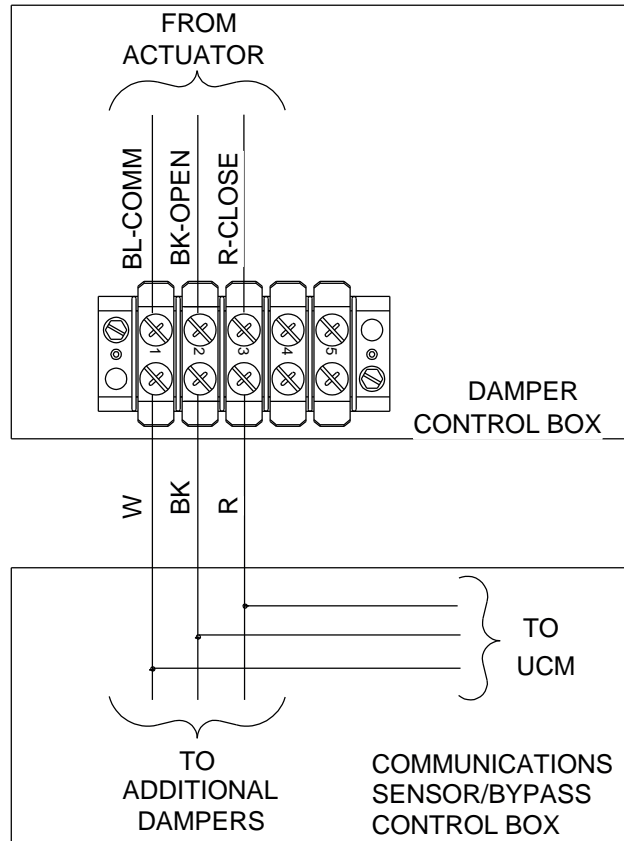 FROM
ACTUATOR
BL-COMM
BK-OPEN
R-CLOSE
1
2
3
4
5
DAMPER
CONTROL BOX
W
BK
R
TO
UCM
TO
ADDITIONAL
DAMPERS
COMMUNICATIONS
SENSOR/BYPASS
CONTROL BOX